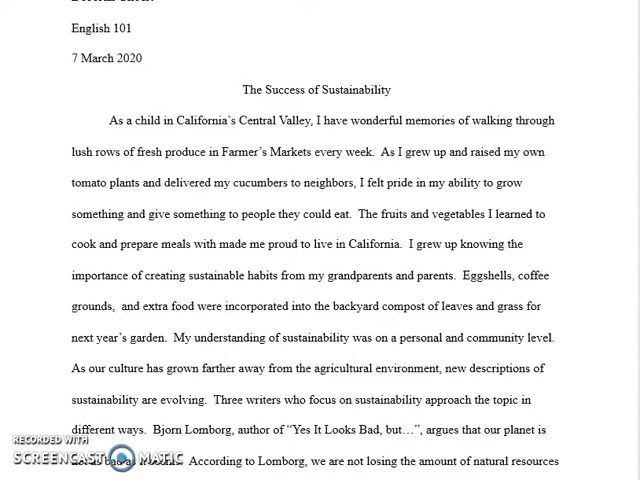 English 101
7 March 2020
The Success of Sustainability
As a child in California's Central Valley, I have wonderful memories of walking through
lush rows of fresh produce in Farmer's Markets every week.  As I grew up and raised my own
tomato plants and delivered my cucumbers to neighbors, I felt pride in my ability to grow
something and give something to people they could eat.  The fruits and vegetables I learned to
cook and prepare meals with made me proud to live in California.  I grew up knowing the
importance of creating sustainable habits from my grandparents and parents.  Eggshells, coffee
grounds,  and extra food were incorporated into the backyard compost of leaves and grass for
next year's garden.  My understanding of sustainability was on a personal and community level.
As our culture has grown farther away from the agricultural environment, new descriptions of
sustainability are evolving.  Three writers who focus on sustainability approach the topic in
different ways.  Bjorn Lomborg, author of "Yes It Looks Bad, but…", argues that our planet is
According to Lomborg, we are not losing the amount of natural resources
RECORDED WITH
SCREENCAST MATIC